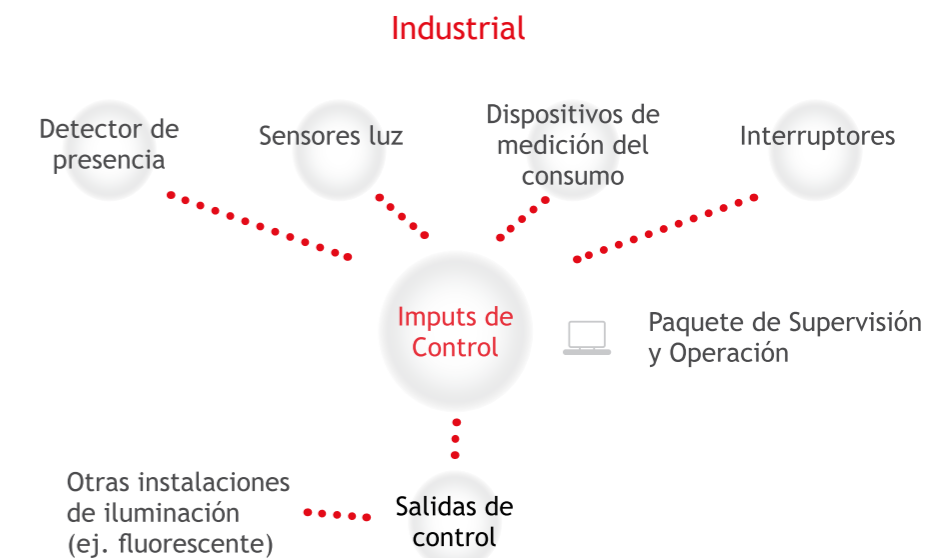 Industrial
Detector de
presencia
Sensores luz
Dispositivos de
medición del
consumo
Interruptores
Imputs de
Control
Paquete de Supervisión
y Operación
Otras instalaciones
de iluminación
(ej. fluorescente)
Salidas de
control